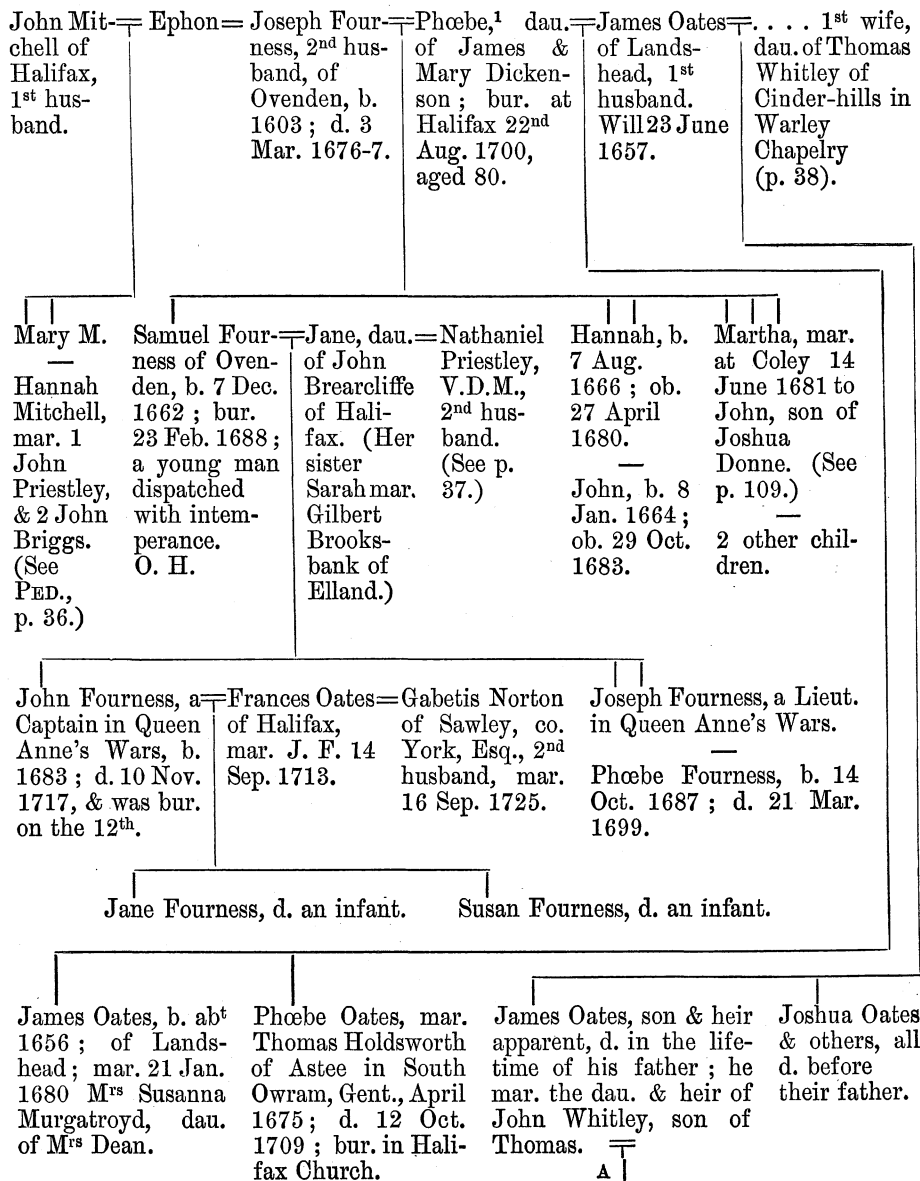 John Mit-
chell of
Halifax,
1st hus-
band.
Ephon
Joseph Four-
ness, 2nd hus-
band, of
Ovenden, b.
1603 ; d. 3
Mar. 1676-7.
Phœbe,¹ dau.
of James &
Mary Dicken-
son ; bur. at
Halifax 22nd
Aug. 1700,
aged 80.
James Oates
of Lands-
head, 1st
husband.
Will 23 June
1657.
. . . . 1st wife,
dau. of Thomas
Whitley of
Cinder-hills in
Warley
Chapelry
(p. 38).
Mary M.
—
Hannah
Mitchell,
mar. 1
John
Priestley,
& 2 John
Briggs.
(See
PED.,
p. 36.)
Samuel Four-
ness of Oven-
den, b. 7 Dec.
1662 ; bur.
23 Feb. 1688 ;
a young man
dispatched
with intem-
perance.
O. H.
Jane, dau.
of John
Brearcliffe
of Hali-
fax. (Her
sister
Sarah mar.
Gilbert
Brooks-
bank of
Elland.)
Nathaniel
Priestley,
V.D.M.,
2nd hus-
band.
(See p.
37.)
Hannah, b.
7 Aug.
1666 ; ob.
27 April
1680.
—
John, b. 8
Jan. 1664 ;
ob. 29 Oct.
1683.
Martha, mar.
at Coley 14
June 1681 to
John, son of
Joshua
Donne. (See
p. 109.)
—
2 other chil-
dren.
John Fourness, a
Captain in Queen
Anne's Wars, b.
1683 ; d. 10 Nov.
1717, & was bur.
on the 12th.
Frances Oates
of Halifax,
mar. J. F. 14
Sep. 1713.
Gabetis Norton
of Sawley, co.
York, Esq., 2nd
husband, mar.
16 Sep. 1725.
Joseph Fourness, a Lieut.
in Queen Anne's Wars.
—
Phœbe Fourness, b. 14
Oct. 1687 ; d. 21 Mar.
1699.
Jane Fourness, d. an infant.
Susan Fourness, d. an infant.
James Oates, b. abt
1656 ; of Lands-
head ; mar. 21 Jan.
1680 Mrs Susanna
Murgatroyd, dau.
of Mrs Dean.
Phœbe Oates, mar.
Thomas Holdsworth
of Astee in South
Owram, Gent., April
1675 ; d. 12 Oct.
1709 ; bur. in Hali-
fax Church.
James Oates, son & heir
apparent, d. in the life-
time of his father ; he
mar. the dau. & heir of
John Whitley, son of
Thomas.
A
Joshua Oates
& others, all
d. before
their father.